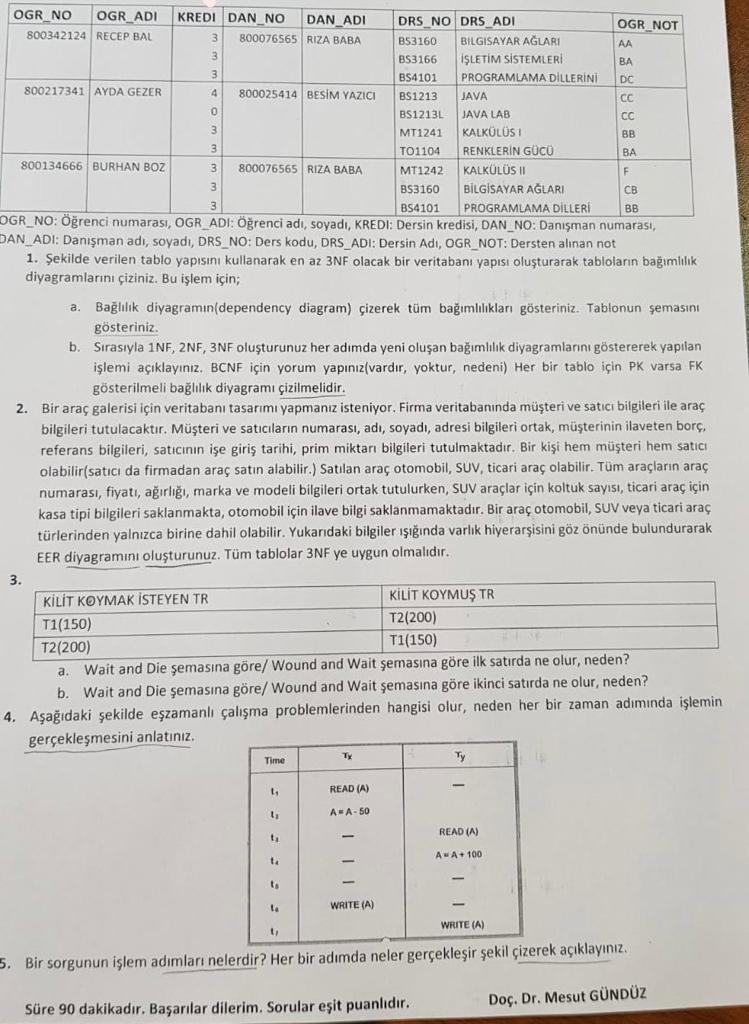 OGR_NO OGR_ADI KREDI DAN_NO DAN_ADI DRS_NO DRS_ADI OGR_NOT
800342124 RECEP BAL 3 800076565 RIZA BABA BS3160 BILGISAYAR AĞLARI AA
3 BS3166 İŞLETİM SİSTEMLERİ BA
3 BS4101 PROGRAMLAMA DİLLERİNİ DC
800217341 AYDA GEZER 4 800025414 BESİM YAZICI BS1213 JAVA CC
0 BS1213L JAVA LAB CC
3 MT1241 KALKÜLÜS I BB
3 TO1104 RENKLERİN GÜCÜ BA
800134666 BURHAN BOZ 3 800076565 RIZA BABA MT1242 KALKÜLÜS II F
3 BS3160 BİLGİSAYAR AĞLARI CB
3 BS4101 PROGRAMLAMA DİLLERİ BB
OGR_NO: Öğrenci numarası, OGR_ADI: Öğrenci adı, soyadı, KREDI: Dersin kredisi, DAN_NO: Danışman numarası,
DAN_ADI: Danışman adı, soyadı, DRS_NO: Ders kodu, DRS_ADI: Dersin Adı, OGR_NOT: Dersten alınan not
1. Şekilde verilen tablo yapısını kullanarak en az 3NF olacak bir veritabanı yapısı oluşturarak tabloların bağımlılık
diyagramlarını çiziniz. Bu işlem için;
a. Bağlılık diyagramın(dependency diagram) çizerek tüm bağımlılıkları gösteriniz. Tablonun şemasını
gösteriniz.
b. Sırasıyla 1NF, 2NF, 3NF oluşturunuz her adımda yeni oluşan bağımlılık diyagramlarını göstererek yapılan
işlemi açıklayınız. BCNF için yorum yapınız(vardır, yoktur, nedeni) Her bir tablo için PK varsa FK
gösterilmeli bağlılık diyagramı çizilmelidir.
2. Bir araç galerisi için veritabanı tasarımı yapmanız isteniyor. Firma veritabanında müşteri ve satıcı bilgileri ile araç
bilgileri tutulacaktır. Müşteri ve satıcıların numarası, adı, soyadı, adresi bilgileri ortak, müşterinin ilaveten borç,
referans bilgileri, satıcının işe giriş tarihi, prim miktarı bilgileri tutulmaktadır. Bir kişi hem müşteri hem satıcı
olabilir(satıcı da firmadan araç satın alabilir.) Satılan araç otomobil, SUV, ticari araç olabilir. Tüm araçların araç
numarası, fiyatı, ağırlığı, marka ve modeli bilgileri ortak tutulurken, SUV araçlar için koltuk sayısı, ticari araç için
kasa tipi bilgileri saklanmakta, otomobil için ilave bilgi saklanmamaktadır. Bir araç otomobil, SUV veya ticari araç
türlerinden yalnızca birine dahil olabilir. Yukarıdaki bilgiler ışığında varlık hiyerarşisini göz önünde bulundurarak
EER diyagramını oluşturunuz. Tüm tablolar 3NF ye uygun olmalıdır.
3.
KİLİT KOYMAK İSTEYEN TR KİLİT KOYMUŞ TR
T1(150) T2(200)
T2(200) T1(150)
a. Wait and Die şemasına göre/ Wound and Wait şemasına göre ilk satırda ne olur, neden?
b. Wait and Die şemasına göre/ Wound and Wait şemasına göre ikinci satırda ne olur, neden?
4. Aşağıdaki şekilde eşzamanlı çalışma problemlerinden hangisi olur, neden her bir zaman adımında işlemin
gerçekleşmesini anlatınız.
Time Tx Ty
t₁ READ (A) —
t₂ A = A - 50
t₃ — READ (A)
t₄ — A = A + 100
t₅ — —
t₆ WRITE (A) —
t₇ WRITE (A)
5. Bir sorgunun işlem adımları nelerdir? Her bir adımda neler gerçekleşir şekil çizerek açıklayınız.
Süre 90 dakikadır. Başarılar dilerim. Sorular eşit puanlıdır. Doç. Dr. Mesut GÜNDÜZ